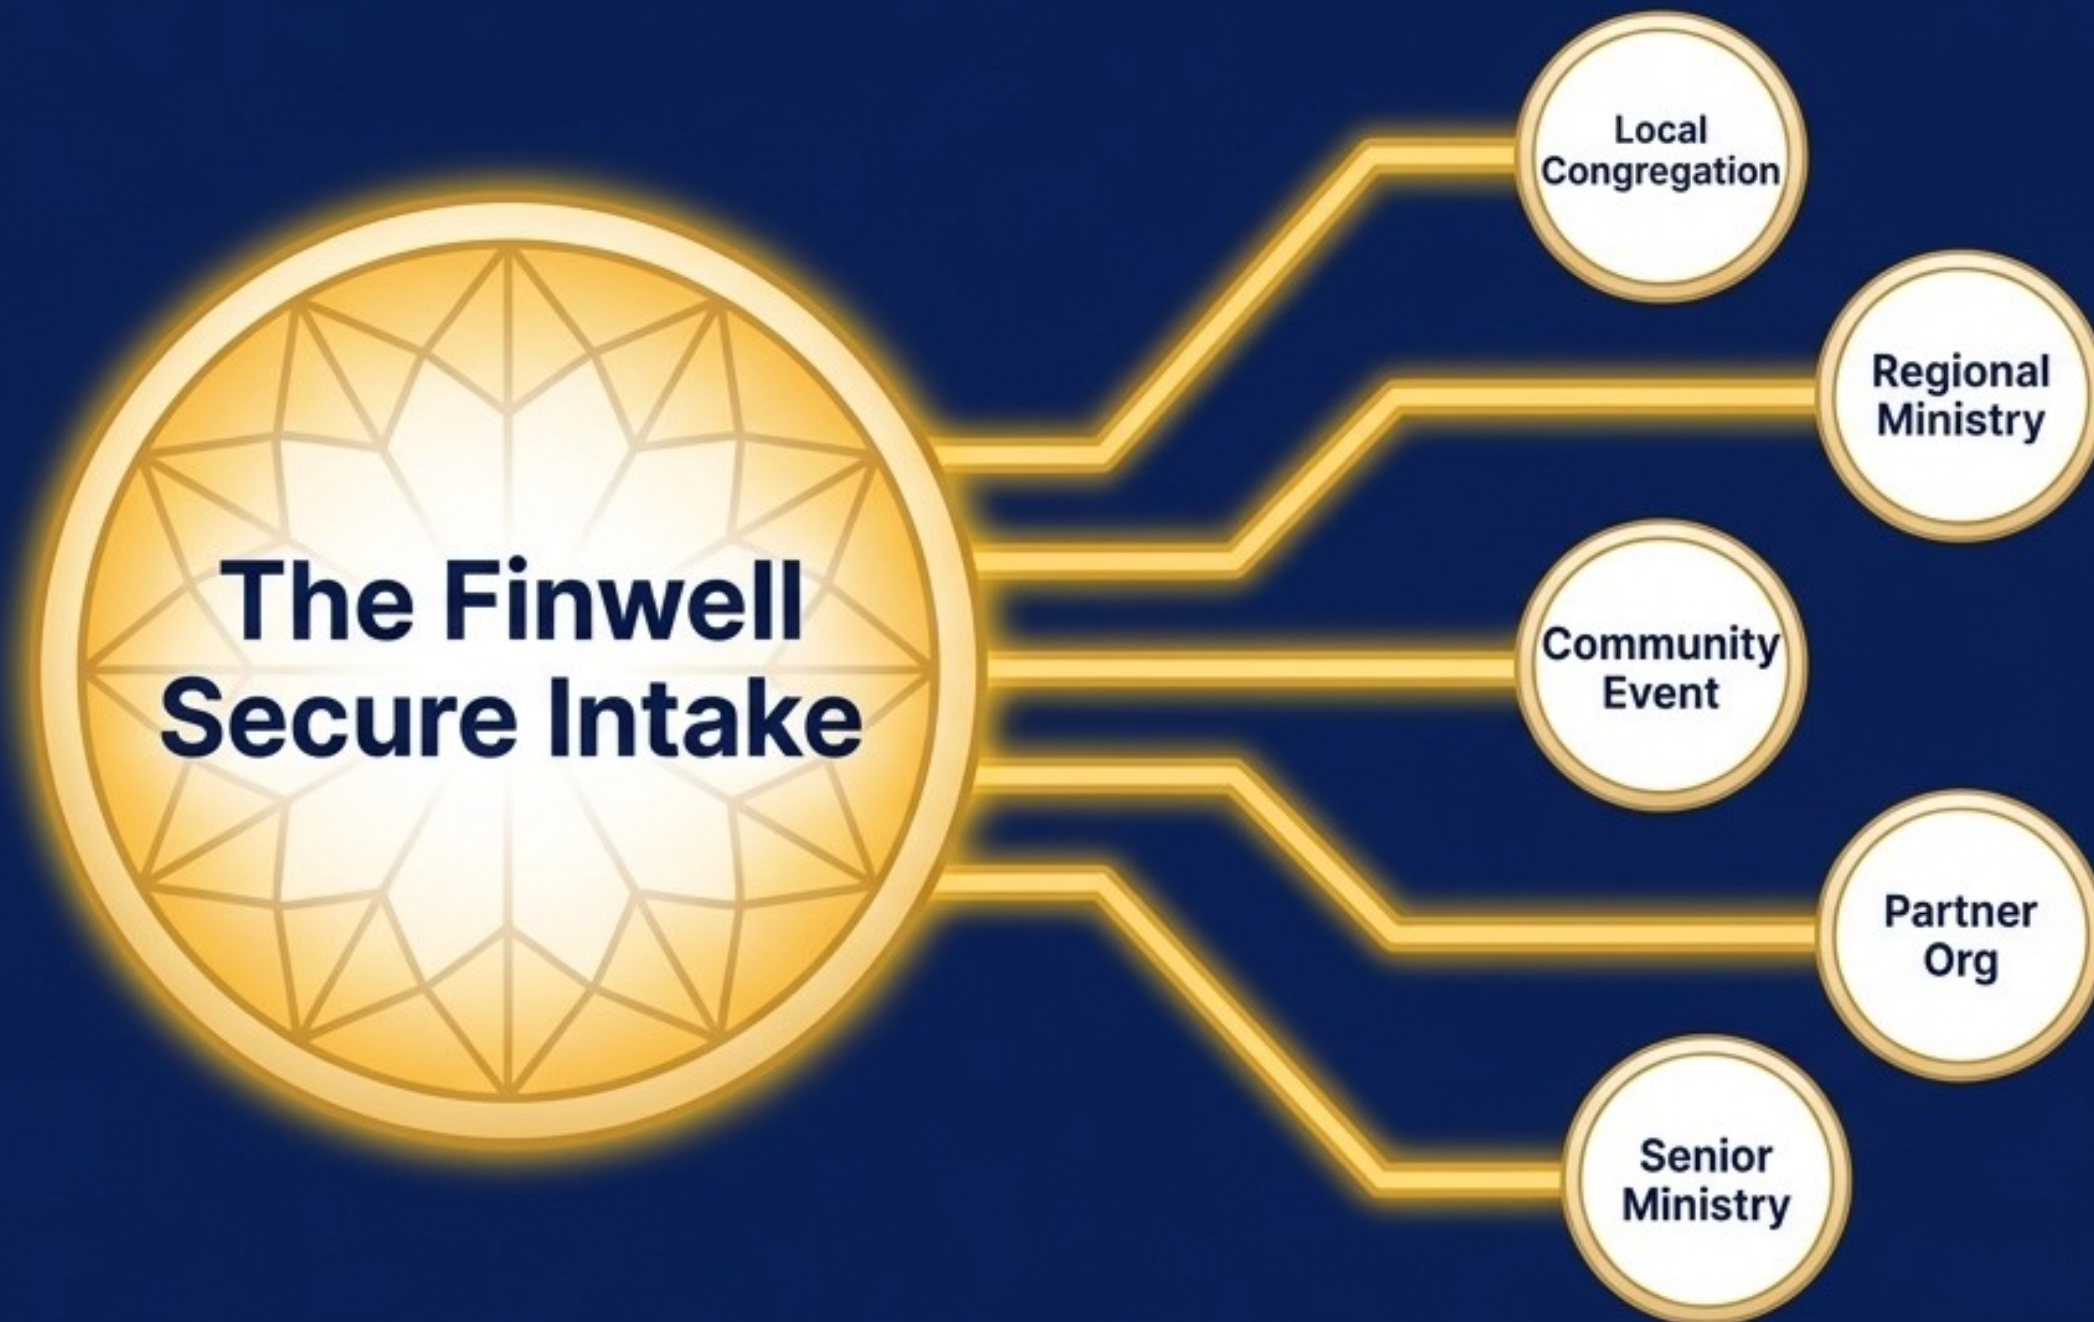 The Finwell
Secure Intake
Local
Congregation
Regional
Ministry
Community
Event
Partner
Org
Senior
Ministry